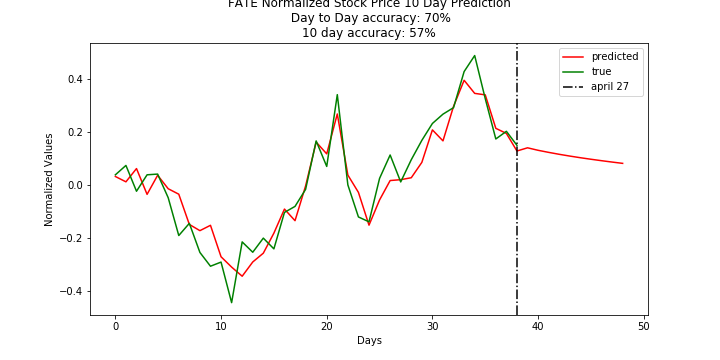 FATE Normalized Stock Price 10 Day Prediction
Day to Day accuracy: 70%
10 day accuracy: 57%
predicted
true
april 27
Normalized Values
0.4
0.2
0.0
−0.2
−0.4
0 10 20 30 40 50
Days